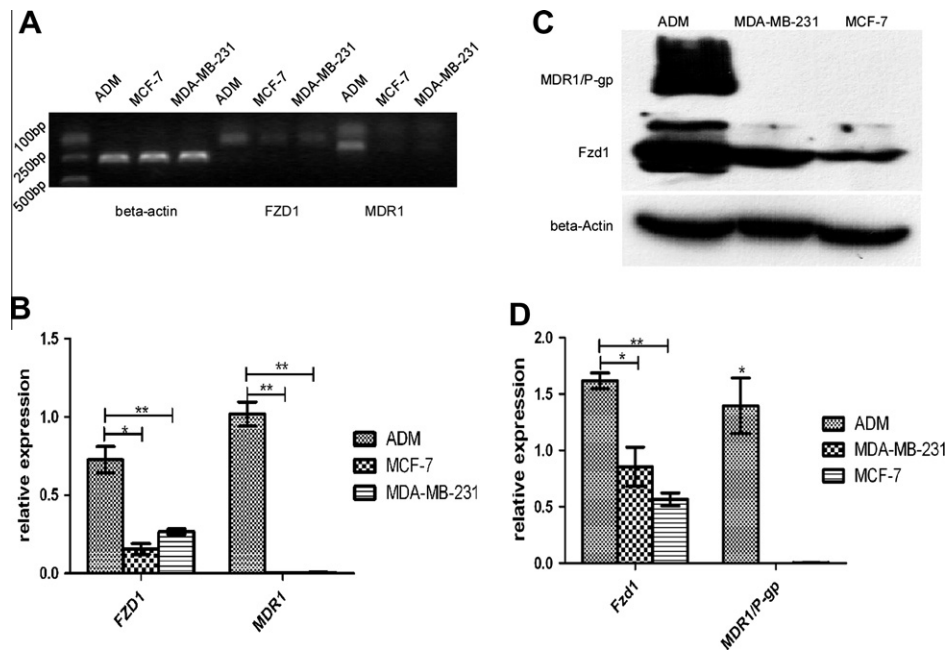 A
ADM
MCF-7
MDA-MB-231
ADM
MCF-7
MDA-MB-231
ADM
MCF-7
MDA-MB-231
100bp
250bp
500bp
beta-actin FZD1 MDR1
C
ADM MDA-MB-231 MCF-7
MDR1/P-gp
Fzd1
beta-Actin
B
relative expression
1.5
1.0
0.5
0.0
*
**
**
**
FZD1
MDR1
ADM
MCF-7
MDA-MB-231
D
relative expression
2.0
1.5
1.0
0.5
0.0
**
*
*
Fzd1
MDR1/P-gp
ADM
MDA-MB-231
MCF-7